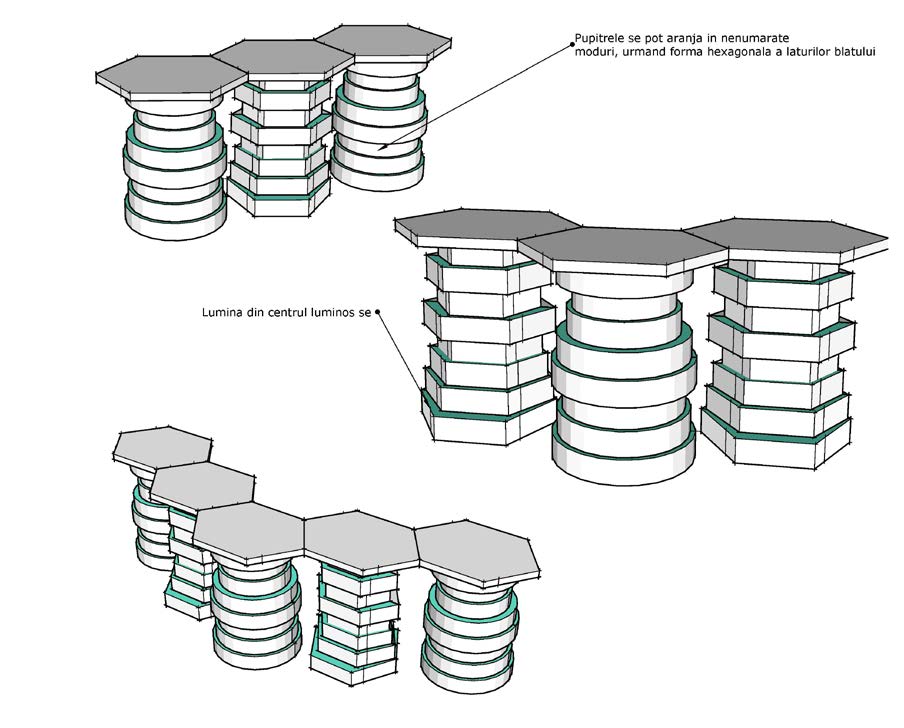 Pupitrele se pot aranja in nenumarate
moduri, urmand forma hexagonala a laturilor blatului
Lumina din centrul luminos se